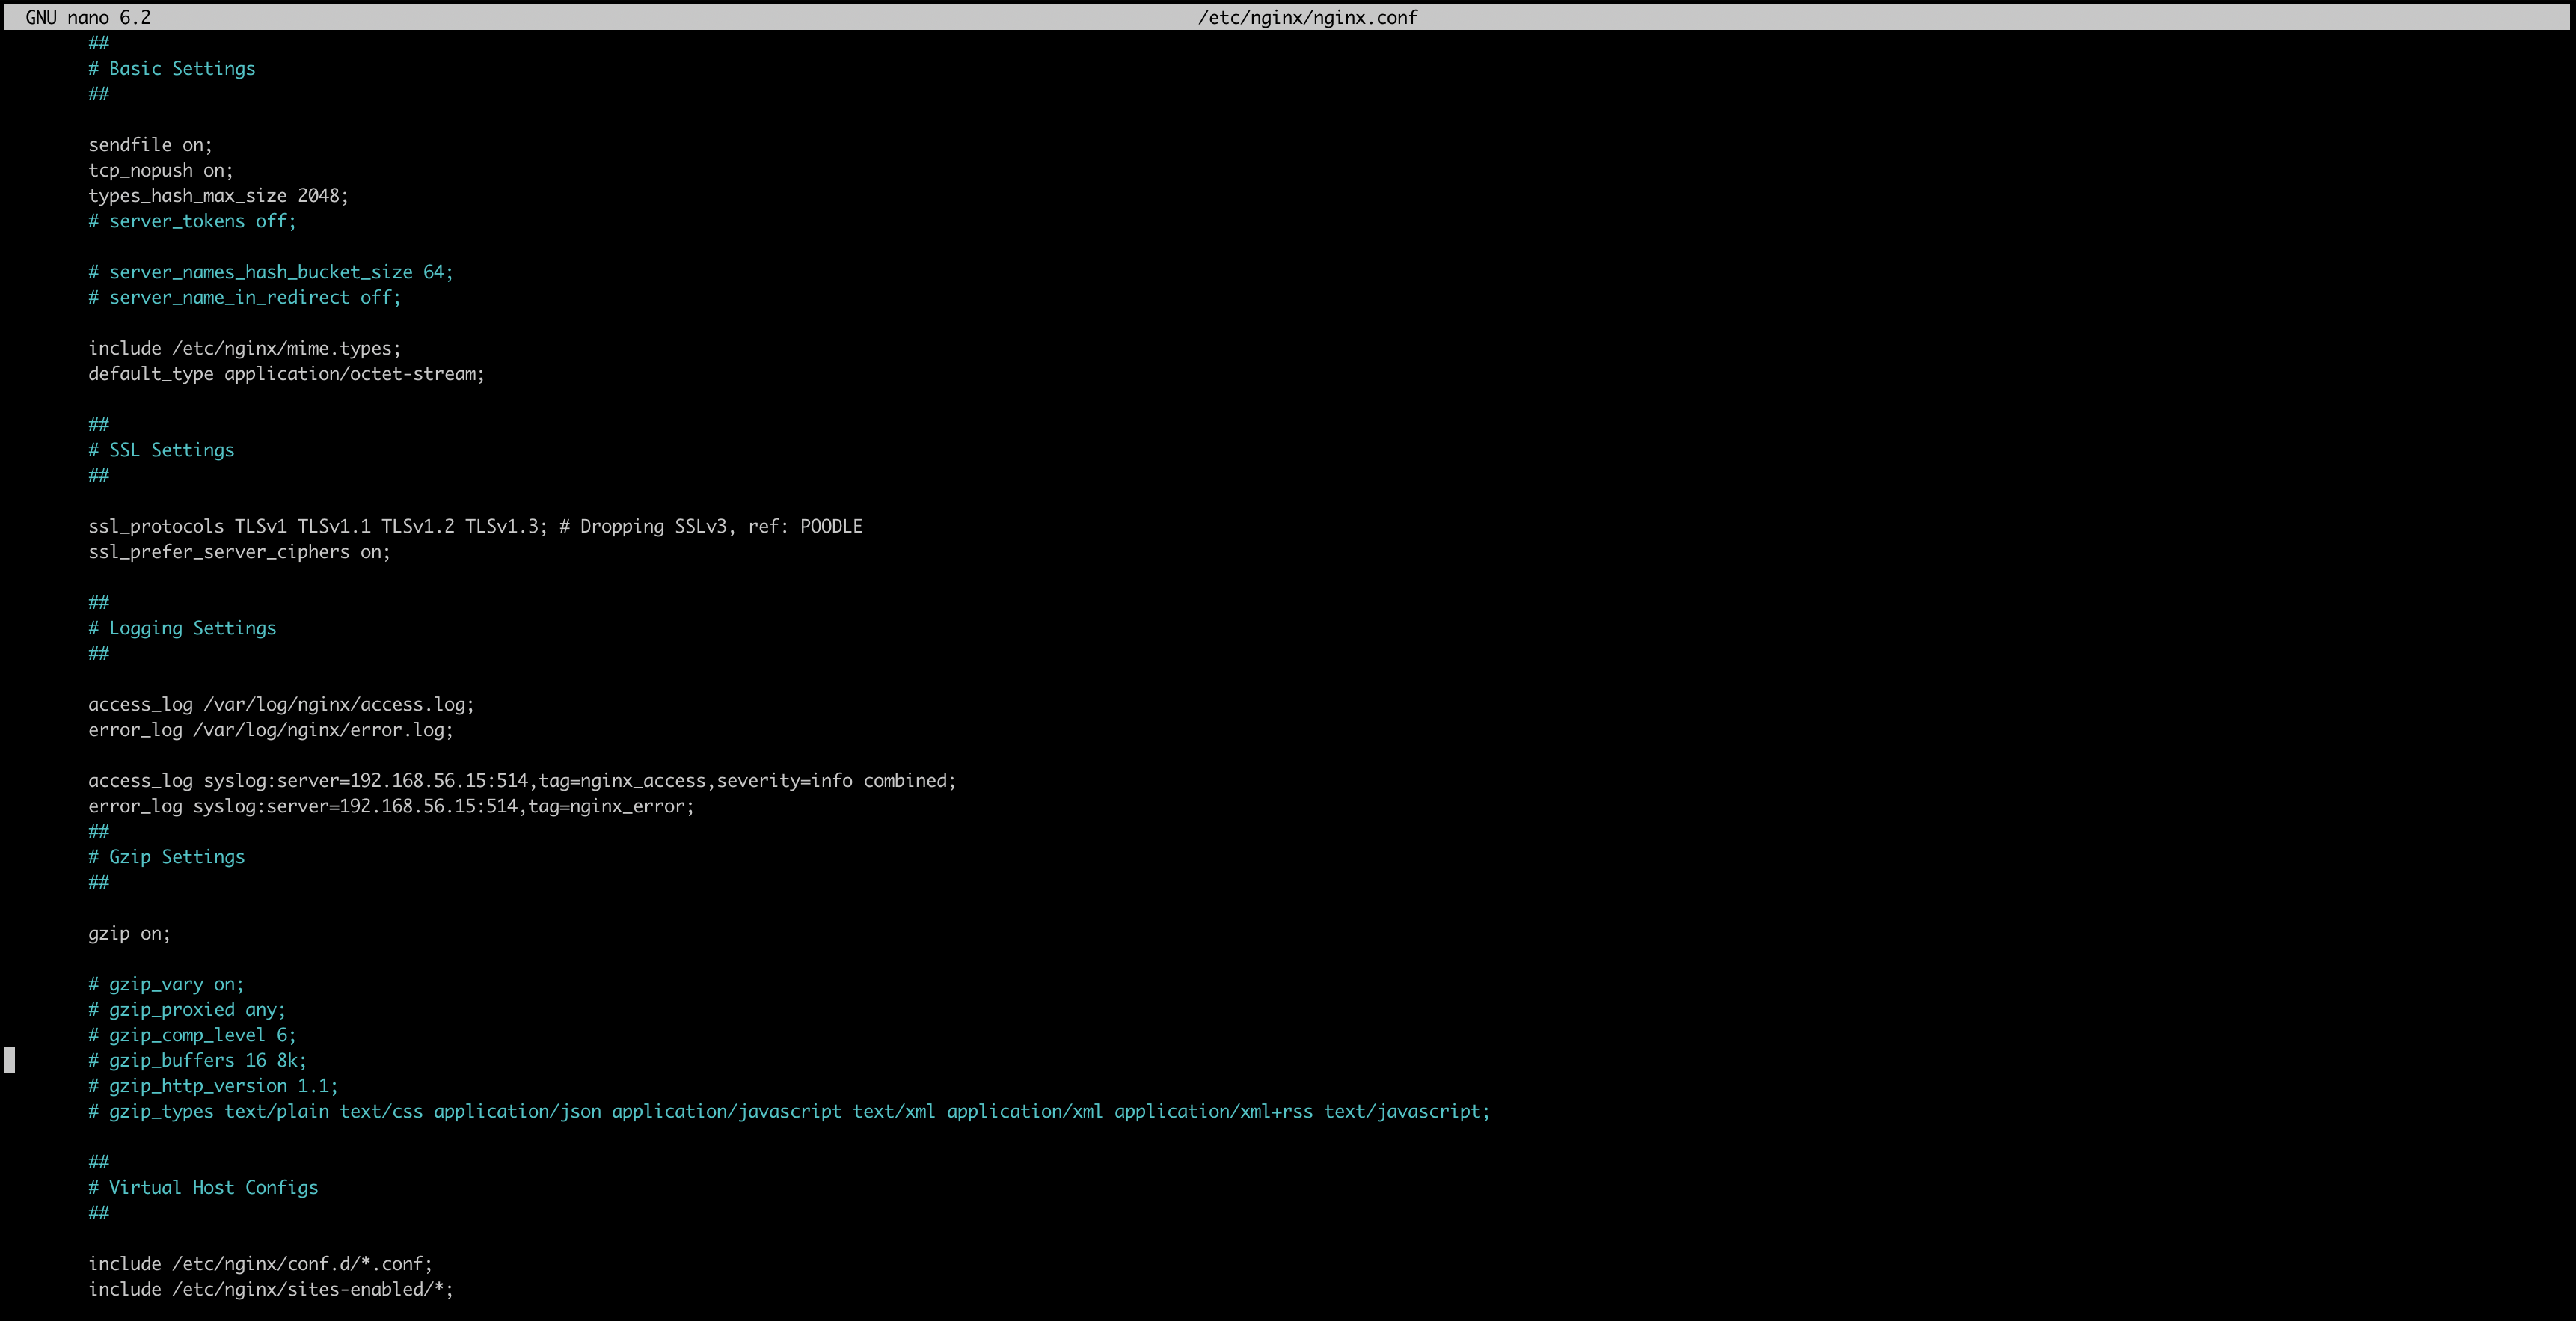 GNU nano 6.2 /etc/nginx/nginx.conf
##
# Basic Settings
##
sendfile on;
tcp_nopush on;
types_hash_max_size 2048;
# server_tokens off;
# server_names_hash_bucket_size 64;
# server_name_in_redirect off;
include /etc/nginx/mime.types;
default_type application/octet-stream;
##
# SSL Settings
##
ssl_protocols TLSv1 TLSv1.1 TLSv1.2 TLSv1.3; # Dropping SSLv3, ref: POODLE
ssl_prefer_server_ciphers on;
##
# Logging Settings
##
access_log /var/log/nginx/access.log;
error_log /var/log/nginx/error.log;
access_log syslog:server=192.168.56.15:514,tag=nginx_access,severity=info combined;
error_log syslog:server=192.168.56.15:514,tag=nginx_error;
##
# Gzip Settings
##
gzip on;
# gzip_vary on;
# gzip_proxied any;
# gzip_comp_level 6;
# gzip_buffers 16 8k;
# gzip_http_version 1.1;
# gzip_types text/plain text/css application/json application/javascript text/xml application/xml application/xml+rss text/javascript;
##
# Virtual Host Configs
##
include /etc/nginx/conf.d/*.conf;
include /etc/nginx/sites-enabled/*;